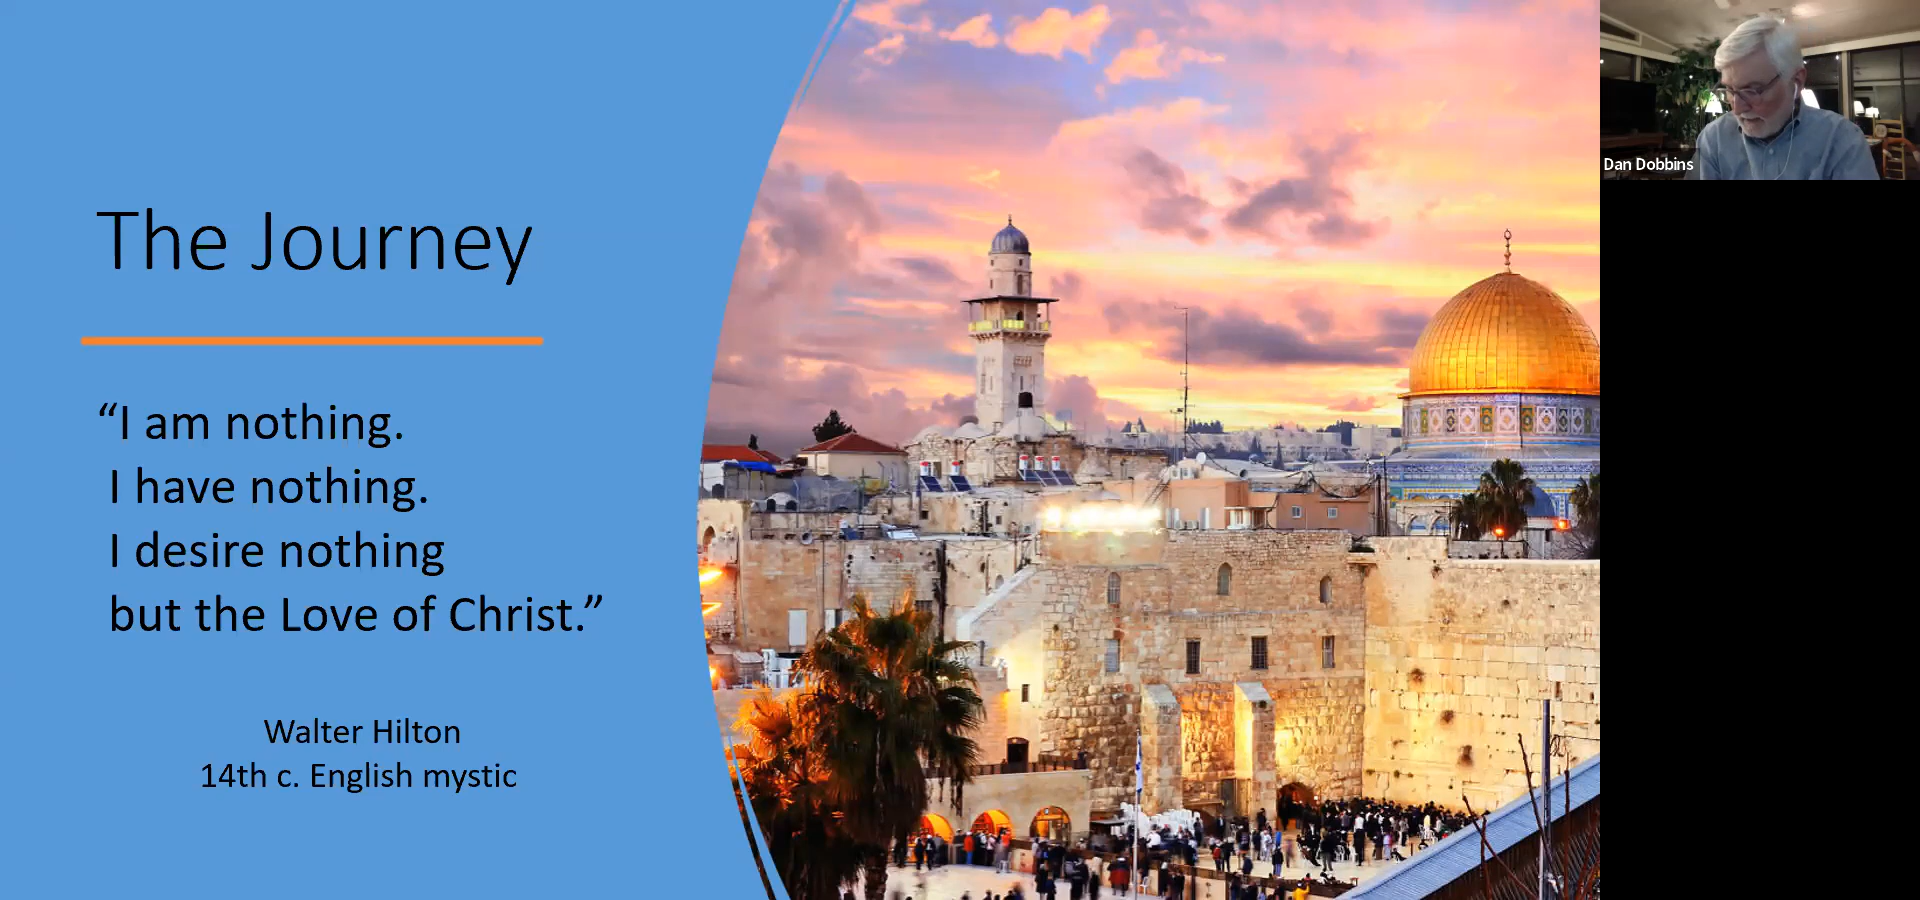 The Journey
“I am nothing.
I have nothing.
I desire nothing
but the Love of Christ.”
Walter Hilton
14th c. English mystic
Dan Dobbins